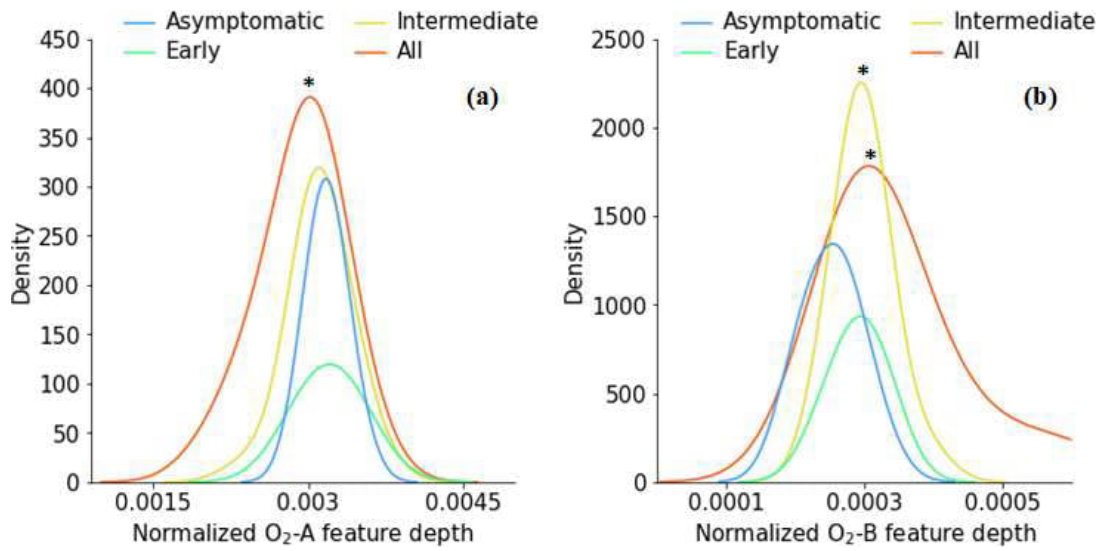 Asymptomatic Intermediate
Early All
450
400
350
300
250
200
150
100
50
0
Density
*
(a)
0.0015 0.003 0.0045
Normalized O₂-A feature depth
Asymptomatic Intermediate
Early All
2500
2000
1500
1000
500
0
Density
*
*
(b)
0.0001 0.0003 0.0005
Normalized O₂-B feature depth